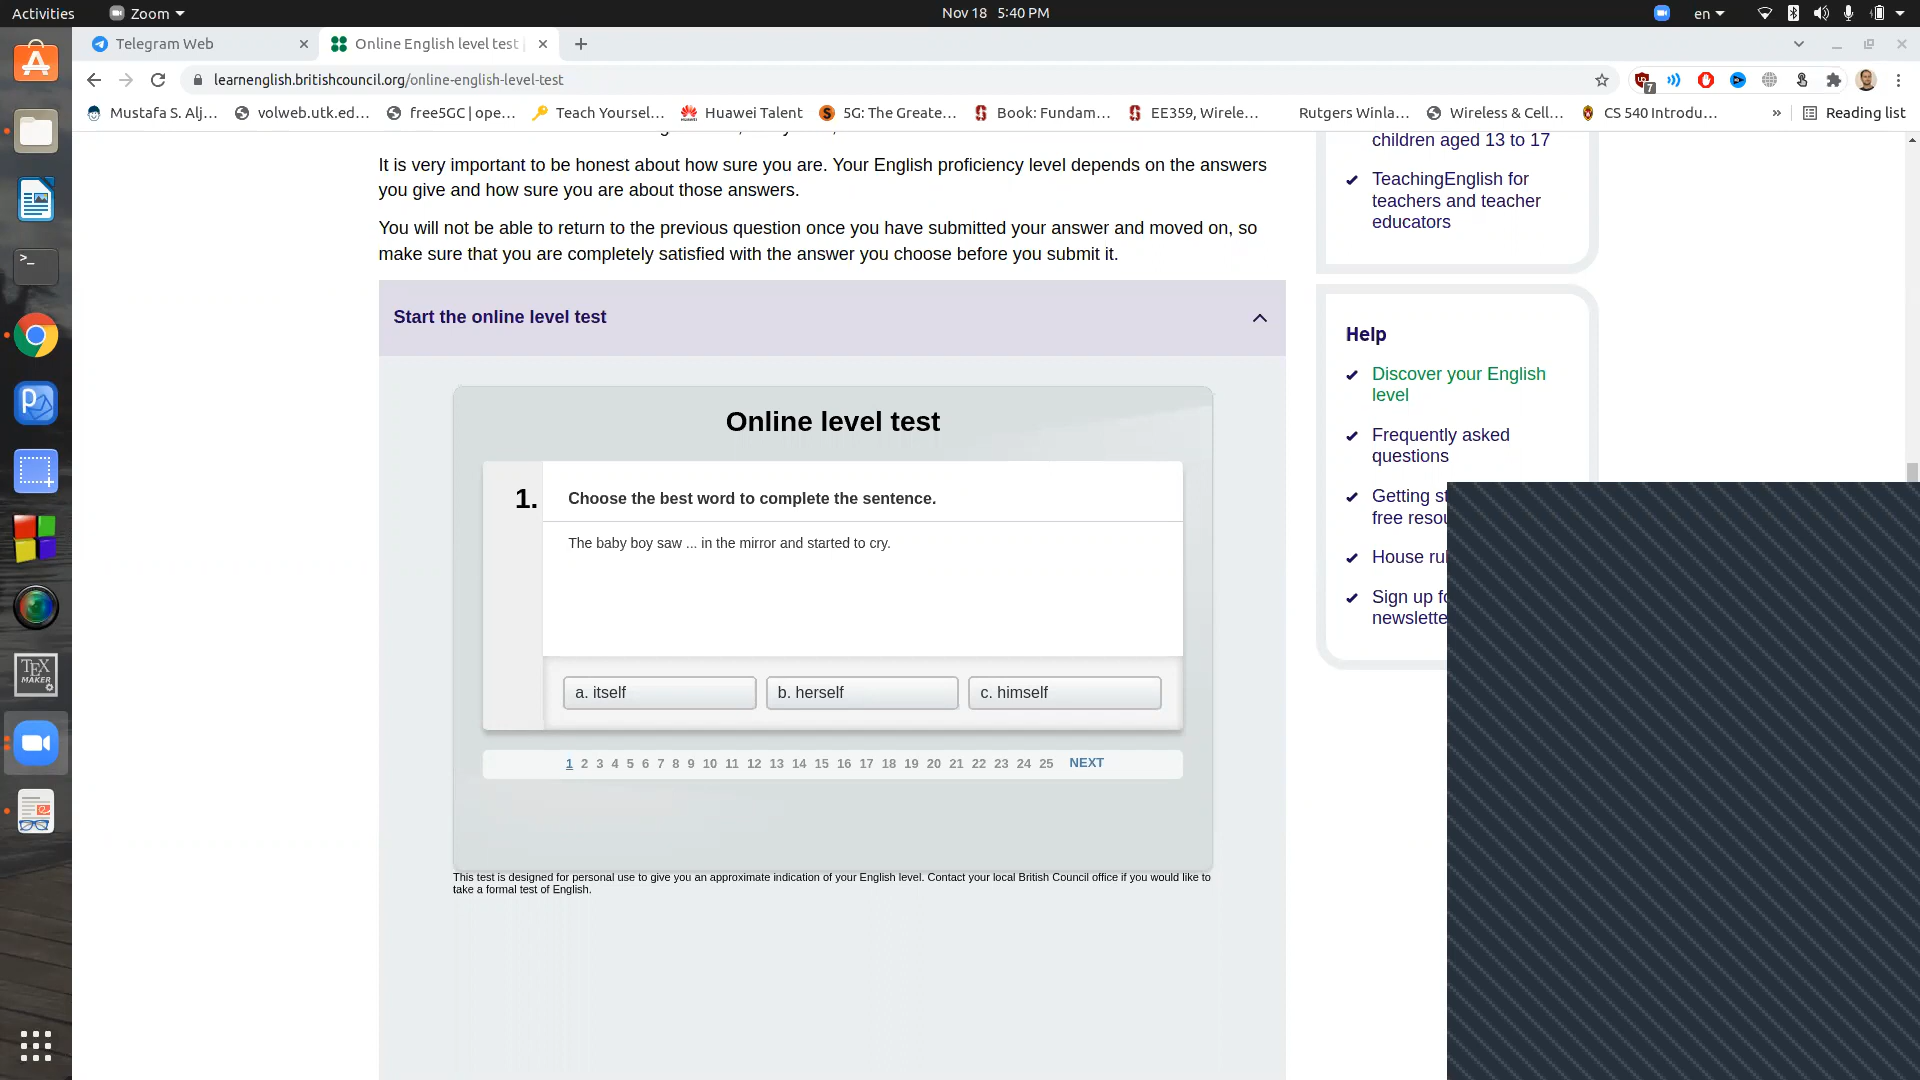 Activities
Zoom
Nov 18 5:40 PM
en
Telegram Web
Online English level test |
learnenglish.britishcouncil.org/online-english-level-test
7
Mustafa S. Alj...
volweb.utk.ed...
free5GC | ope...
Teach Yoursel...
Huawei Talent
5G: The Greate...
Book: Fundam...
EE359, Wirele...
Rutgers Winla...
Wireless & Cell...
CS 540 Introdu...
»
Reading list
It is very important to be honest about how sure you are. Your English proficiency level depends on the answers
you give and how sure you are about those answers.
You will not be able to return to the previous question once you have submitted your answer and moved on, so
make sure that you are completely satisfied with the answer you choose before you submit it.
Start the online level test
Online level test
1.
Choose the best word to complete the sentence.
The baby boy saw ... in the mirror and started to cry.
a. itself
b. herself
c. himself
1 2 3 4 5 6 7 8 9 10 11 12 13 14 15 16 17 18 19 20 21 22 23 24 25 NEXT
This test is designed for personal use to give you an approximate indication of your English level. Contact your local British Council office if you would like to
take a formal test of English.
children aged 13 to 17
TeachingEnglish for
teachers and teacher
educators
Help
Discover your English
level
Frequently asked
questions
Getting
free
House
Sign up
TEX
MAKER